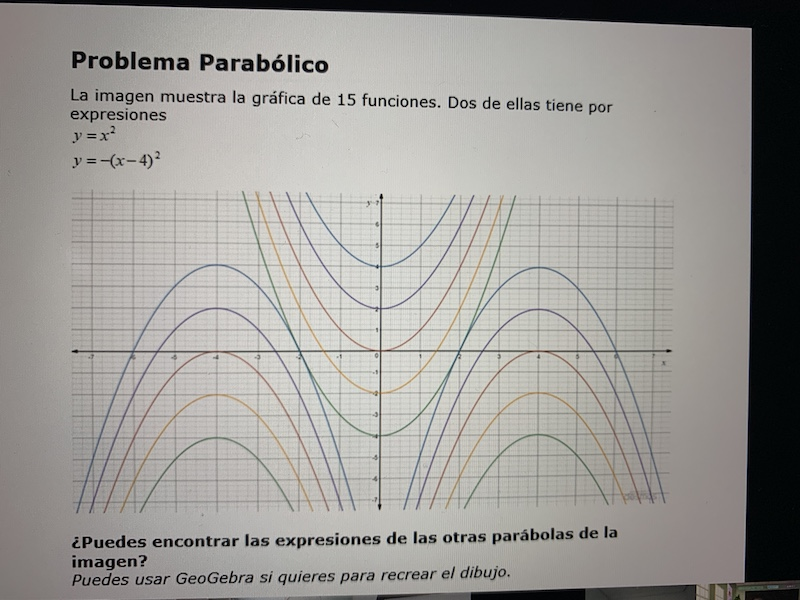 Problema Parabólico
La imagen muestra la gráfica de 15 funciones. Dos de ellas tiene por
expresiones
y = x²
y = −(x − 4)²
y 7
6
5
4
3
2
1
-7 -6 -5 -4 -3 -2 -1 0 1 2 3 4 5 6 7
x
-1
-2
-3
-4
-5
-6
-7
¿Puedes encontrar las expresiones de las otras parábolas de la
imagen?
Puedes usar GeoGebra si quieres para recrear el dibujo.